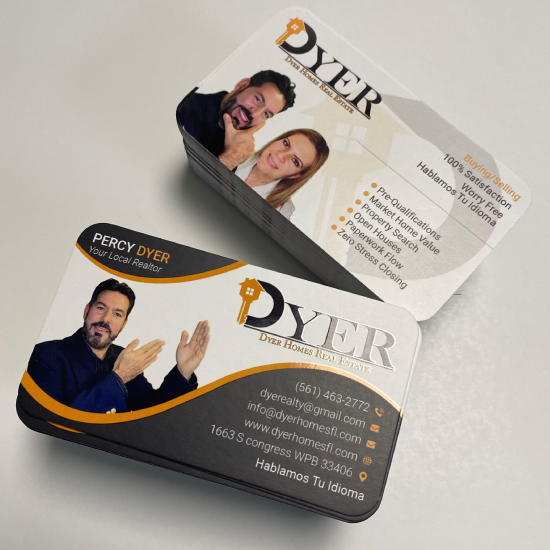 DYER
DYER HOMES REAL ESTATE
Buying/Selling
100% Satisfaction
Worry Free
Hablamos Tu Idioma
Pre-Qualifications
Market Home Value
Property Search
Open Houses
Paperwork Flow
Zero Stress Closing
PERCY DYER
Your Local Realtor
DYER
DYER HOMES REAL ESTATE
(561) 463-2772
dyerealty@gmail.com
info@dyerhomesfl.com
www.dyerhomesfl.com
1663 S congress WPB 33406
Hablamos Tu Idioma